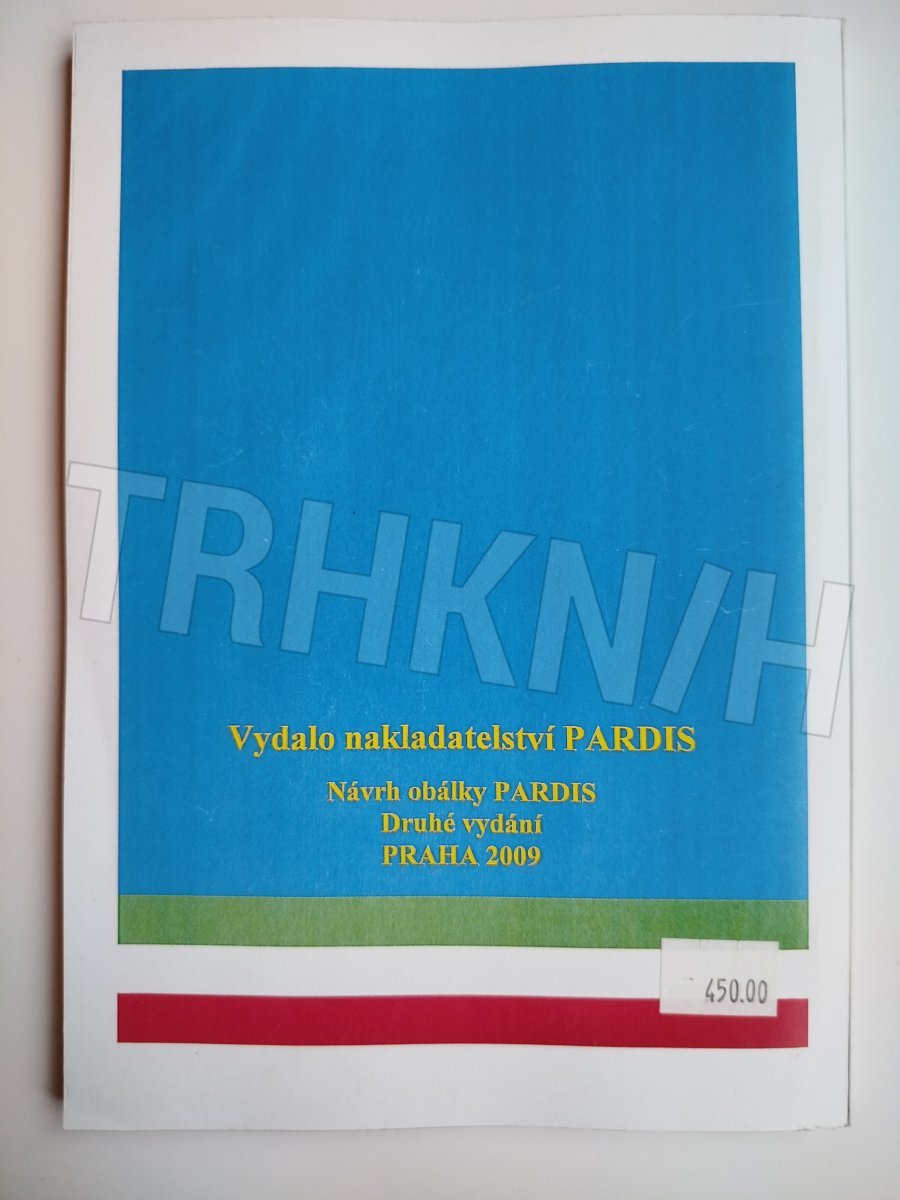 TRHKNIH
Vydalo nakladatelství PARDIS
Návrh obálky PARDIS
Druhé vydání
PRAHA 2009
450.00